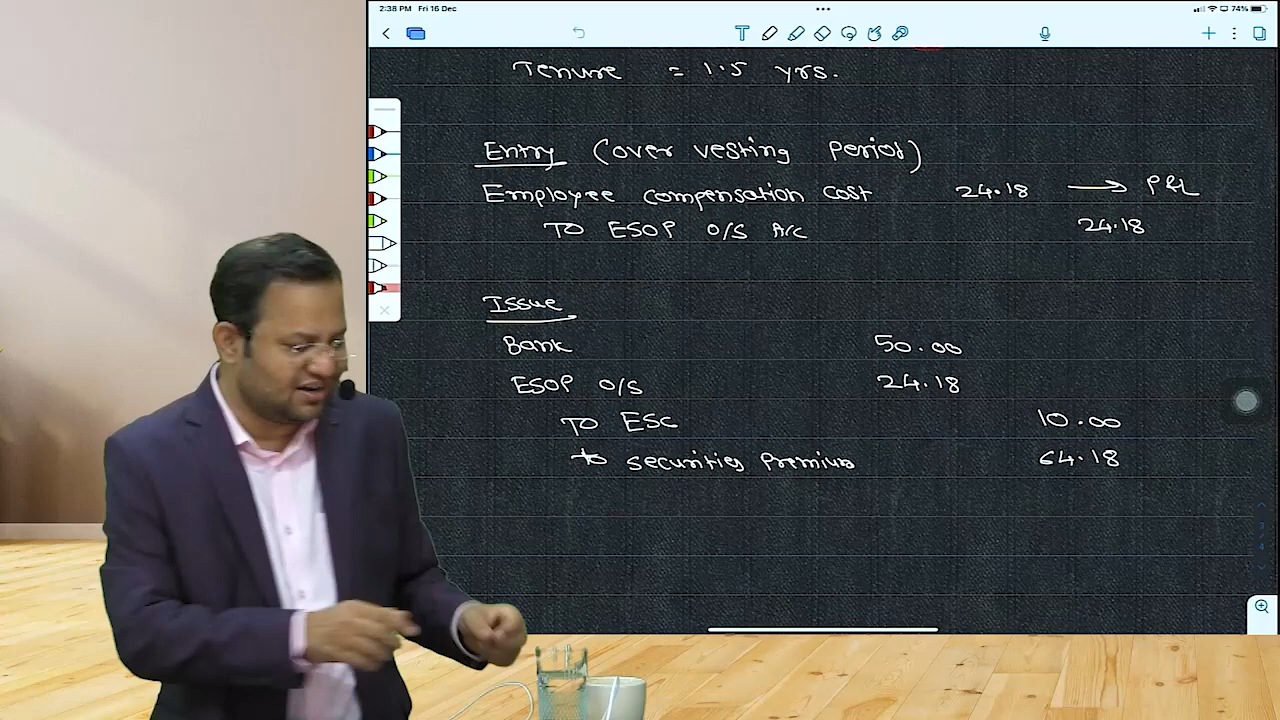 2:38 PM Fri 16 Dec
74%
Tenure = 1.5 yrs.
Entry (over vesting Period)
Employee compensation cost 24.18 → P&L
TO ESOP O/S A/C 24.18
Issue
Bank 50.00
ESOP O/S 24.18
TO ESC 10.00
to securities Premium 64.18